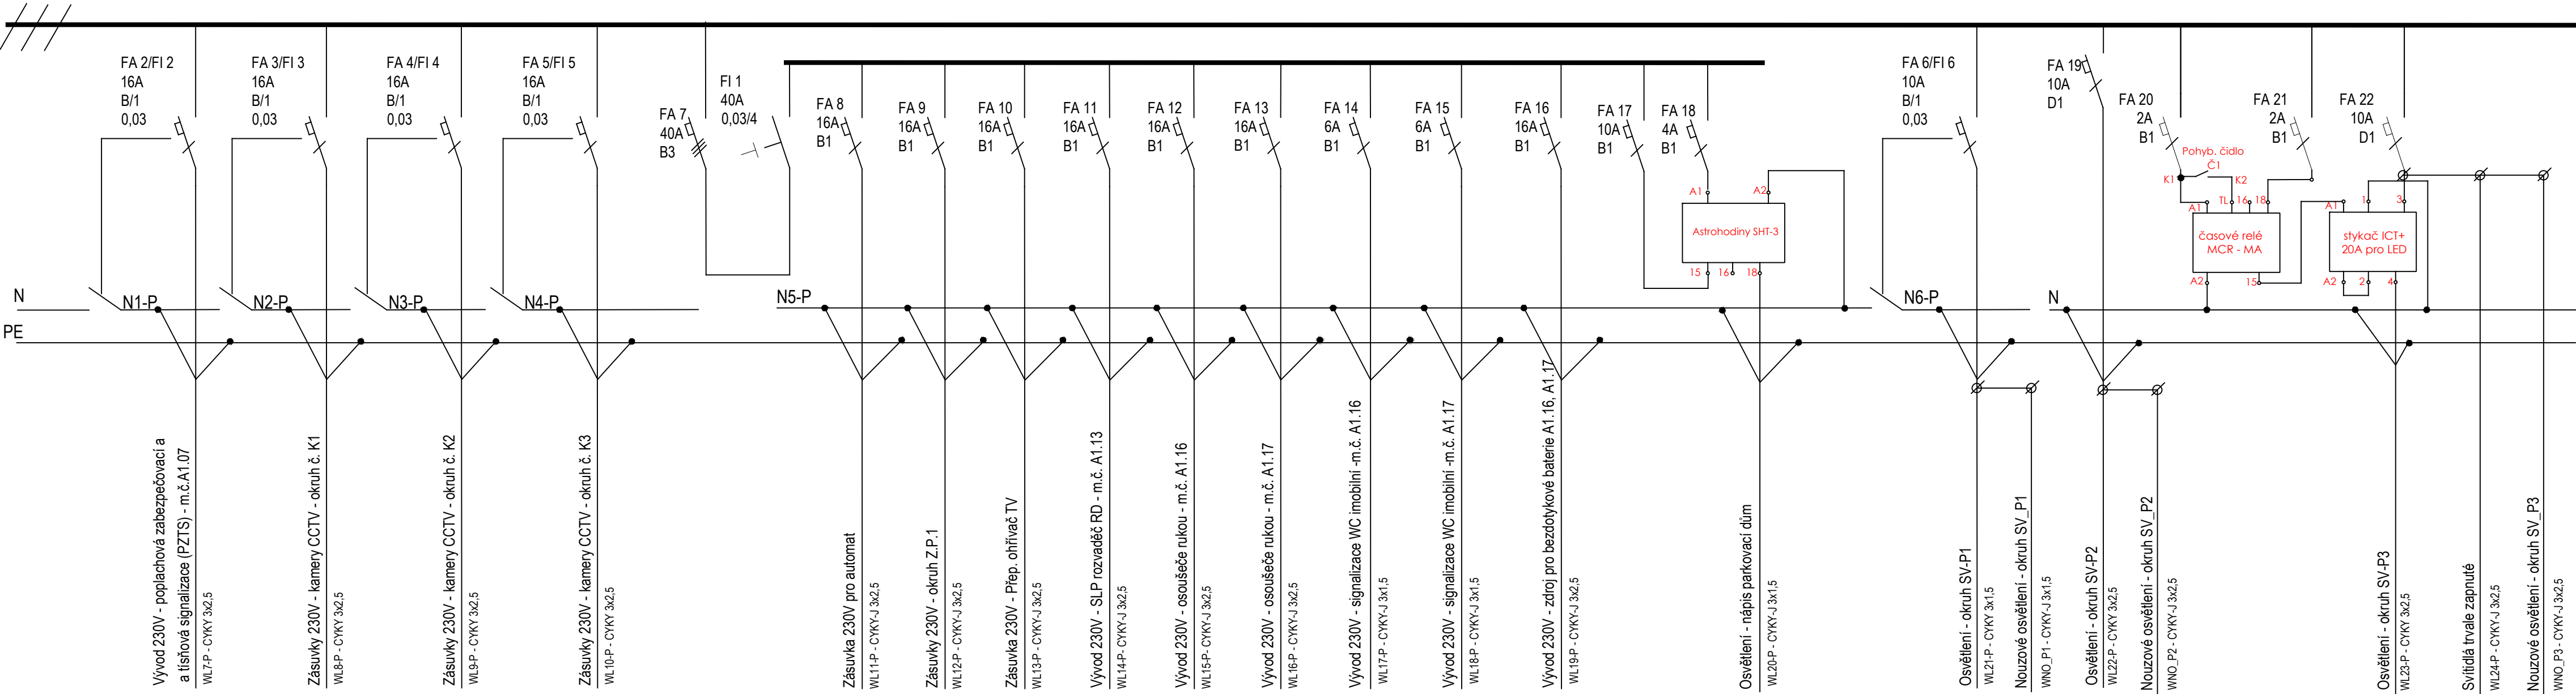 FA 2/FI 2
16A
B/1
0,03
FA 3/FI 3
16A
B/1
0,03
FA 4/FI 4
16A
B/1
0,03
FA 5/FI 5
16A
B/1
0,03
FA 7
40A
B3
FI 1
40A
0,03/4
FA 8
16A
B1
FA 9
16A
B1
FA 10
16A
B1
FA 11
16A
B1
FA 12
16A
B1
FA 13
16A
B1
FA 14
6A
B1
FA 15
6A
B1
FA 16
16A
B1
FA 17
10A
B1
FA 18
4A
B1
A1
A2
Astrohodiny SHT-3
15
16
18
FA 6/FI 6
10A
B/1
0,03
FA 19
10A
D1
FA 20
2A
B1
Pohyb. čidlo
Č1
K1
K2
FA 21
2A
B1
FA 22
10A
D1
A1
TL
16
18
časové relé
MCR - MA
A2
15
A1
1
3
stykač ICT+
20A pro LED
A2
2
4
N
N1-P
N2-P
N3-P
N4-P
N5-P
N6-P
N
PE
Vývod 230V - poplachová zabezpečovací a
a tísňová signalizace (PZTS) - m.č.A1.07
WL7-P - CYKY 3x2,5
Zásuvky 230V - kamery CCTV - okruh č. K1
WL8-P - CYKY 3x2,5
Zásuvky 230V - kamery CCTV - okruh č. K2
WL9-P - CYKY 3x2,5
Zásuvky 230V - kamery CCTV - okruh č. K3
WL10-P - CYKY 3x2,5
Zásuvka 230V pro automat
WL11-P - CYKY-J 3x2,5
Zásuvky 230V - okruh Z.P.1
WL12-P - CYKY-J 3x2,5
Zásuvka 230V - Přep. ohřívač TV
WL13-P - CYKY-J 3x2,5
Vývod 230V - SLP rozvaděč RD - m.č. A1.13
WL14-P - CYKY-J 3x2,5
Vývod 230V - osoušeče rukou - m.č. A1.16
WL15-P - CYKY-J 3x2,5
Vývod 230V - osoušeče rukou - m.č. A1.17
WL16-P - CYKY-J 3x2,5
Vývod 230V - signalizace WC imobilní -m.č. A1.16
WL17-P - CYKY-J 3x1,5
Vývod 230V - signalizace WC imobilní -m.č. A1.17
WL18-P - CYKY-J 3x1,5
Vývod 230V - zdroj pro bezdotykové baterie A1.16, A1.17
WL19-P - CYKY-J 3x2,5
Osvětlení - nápis parkovací dům
WL20-P - CYKY-J 3x1,5
Osvětlení - okruh SV-P1
WL21-P - CYKY 3x1,5
Nouzové osvětlení - okruh SV_P1
WNO_P1 - CYKY-J 3x1,5
Osvětlení - okruh SV-P2
WL22-P - CYKY 3x2,5
Nouzové osvětlení - okruh SV_P2
WNO_P2 - CYKY-J 3x2,5
Osvětlení - okruh SV-P3
WL23-P - CYKY 3x2,5
Svítidlá trvale zapnuté
WL24-P - CYKY-J 3x2,5
Nouzové osvětlení - okruh SV_P3
WNO_P3 - CYKY-J 3x2,5